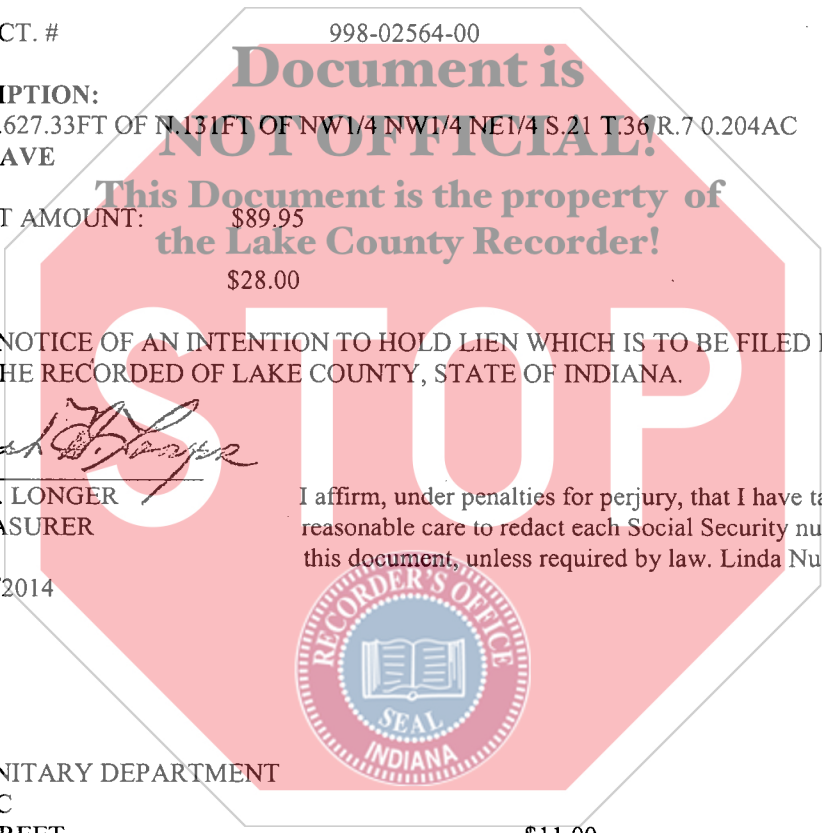 CT. # 998-02564-00
Document is
IPTION:
.627.33FT OF N.131FT OF NW1/4 NW1/4 NE1/4 S.21 T.36 R.7 0.204AC
NOT OFFICIAL!
AVE
This Document is the property of
T AMOUNT: $89.95
the Lake County Recorder!
$28.00
NOTICE OF AN INTENTION TO HOLD LIEN WHICH IS TO BE FILED
HE RECORDED OF LAKE COUNTY, STATE OF INDIANA.
STOP
. LONGER
ASURER
I affirm, under penalties for perjury, that I have ta
reasonable care to redact each Social Security nu
this document, unless required by law. Linda Nu
2014
RECORDER'S OFFICE
SEAL
INDIANA
NITARY DEPARTMENT
C
REET $11.00